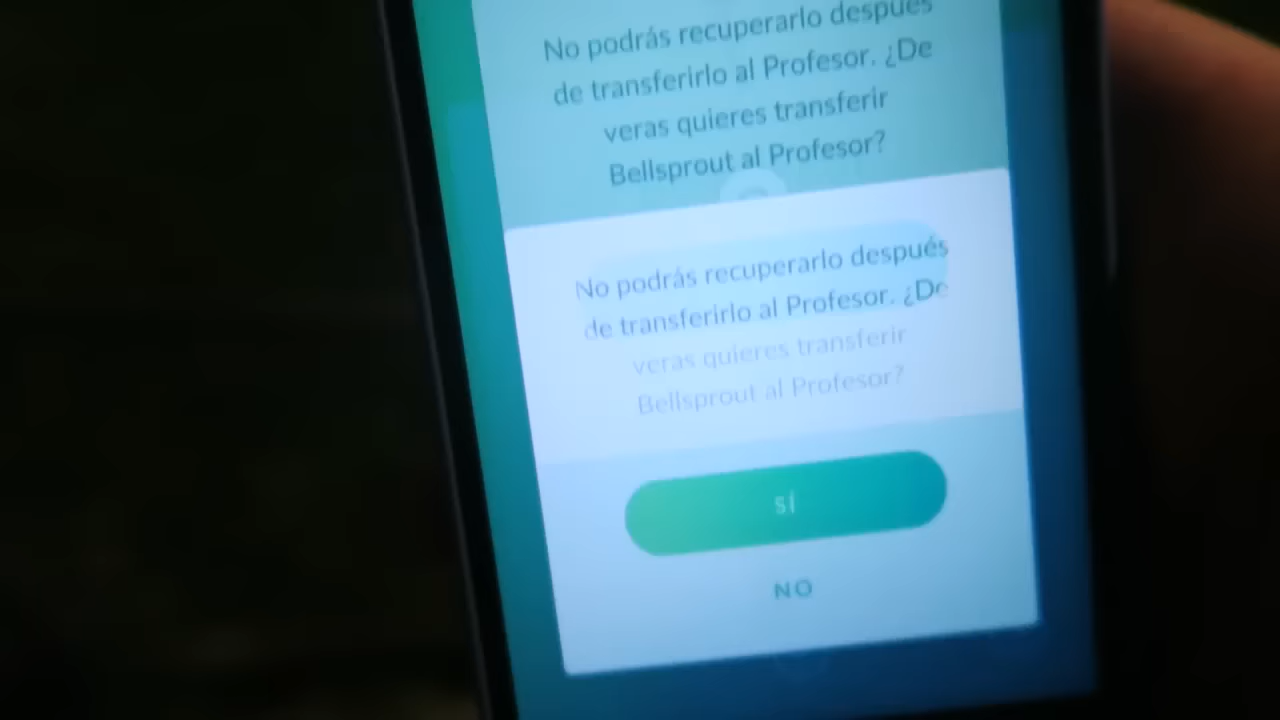 No podrás recuperarlo después
de transferirlo al Profesor. ¿De
veras quieres transferir
Bellsprout al Profesor?
No podrás recuperarlo después
de transferirlo al Profesor. ¿De
veras quieres transferir
Bellsprout al Profesor?
SÍ
NO